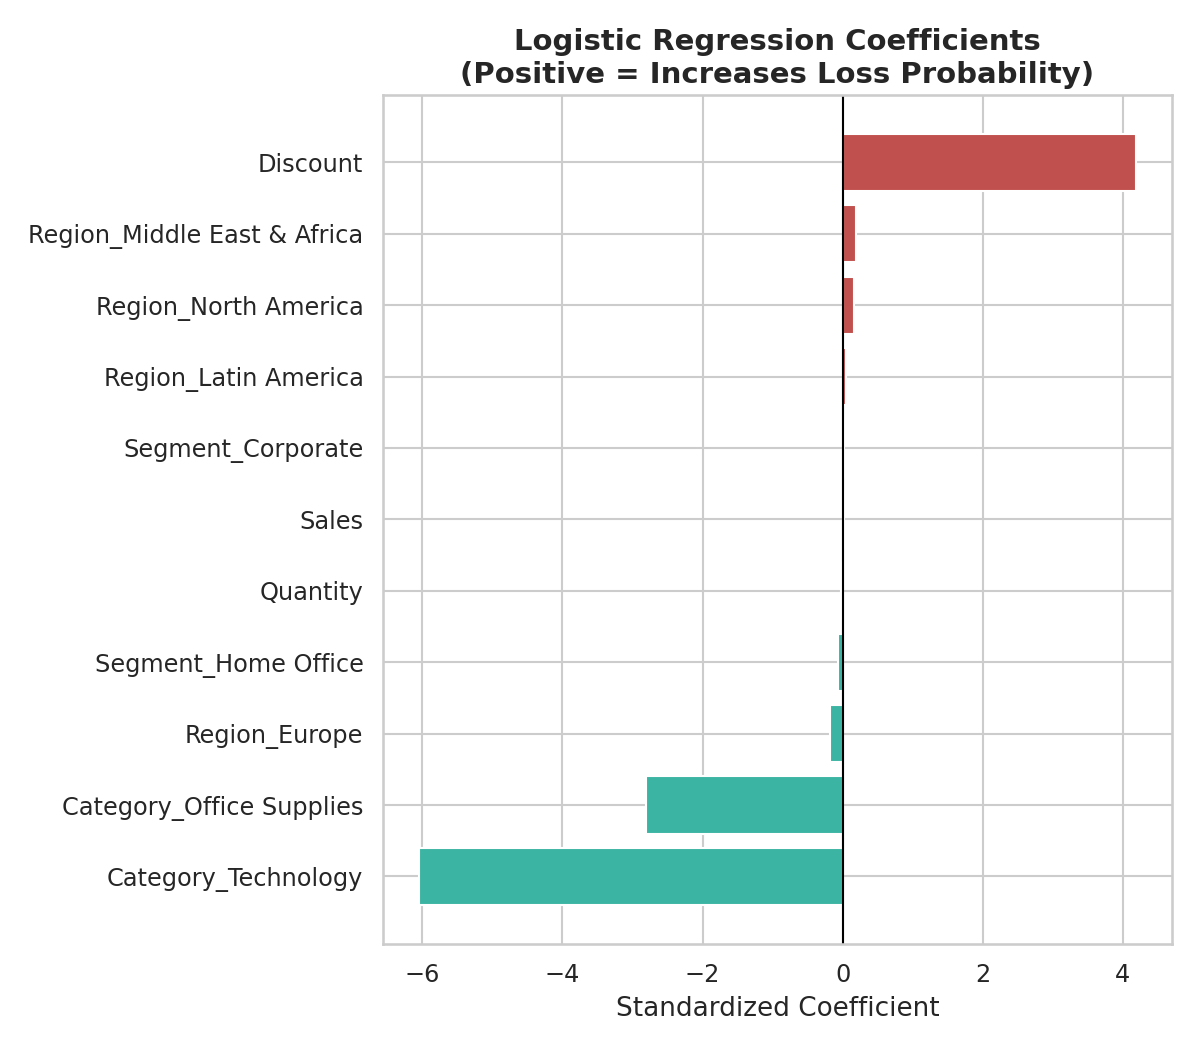 Logistic Regression Coefficients
(Positive = Increases Loss Probability)
Discount
Region_Middle East & Africa
Region_North America
Region_Latin America
Segment_Corporate
Sales
Quantity
Segment_Home Office
Region_Europe
Category_Office Supplies
Category_Technology
−6 −4 −2 0 2 4
Standardized Coefficient